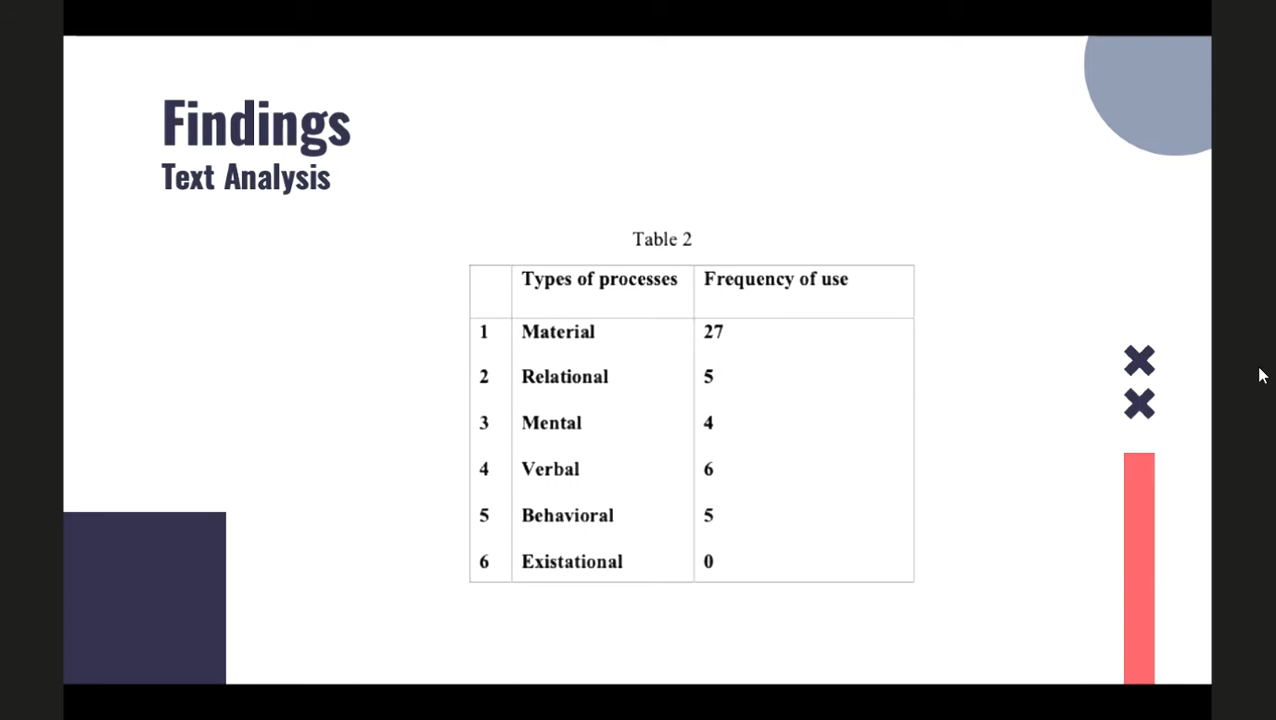 Findings
Text Analysis
Table 2
Types of processes Frequency of use
1 Material 27
2 Relational 5
3 Mental 4
4 Verbal 6
5 Behavioral 5
6 Existational 0